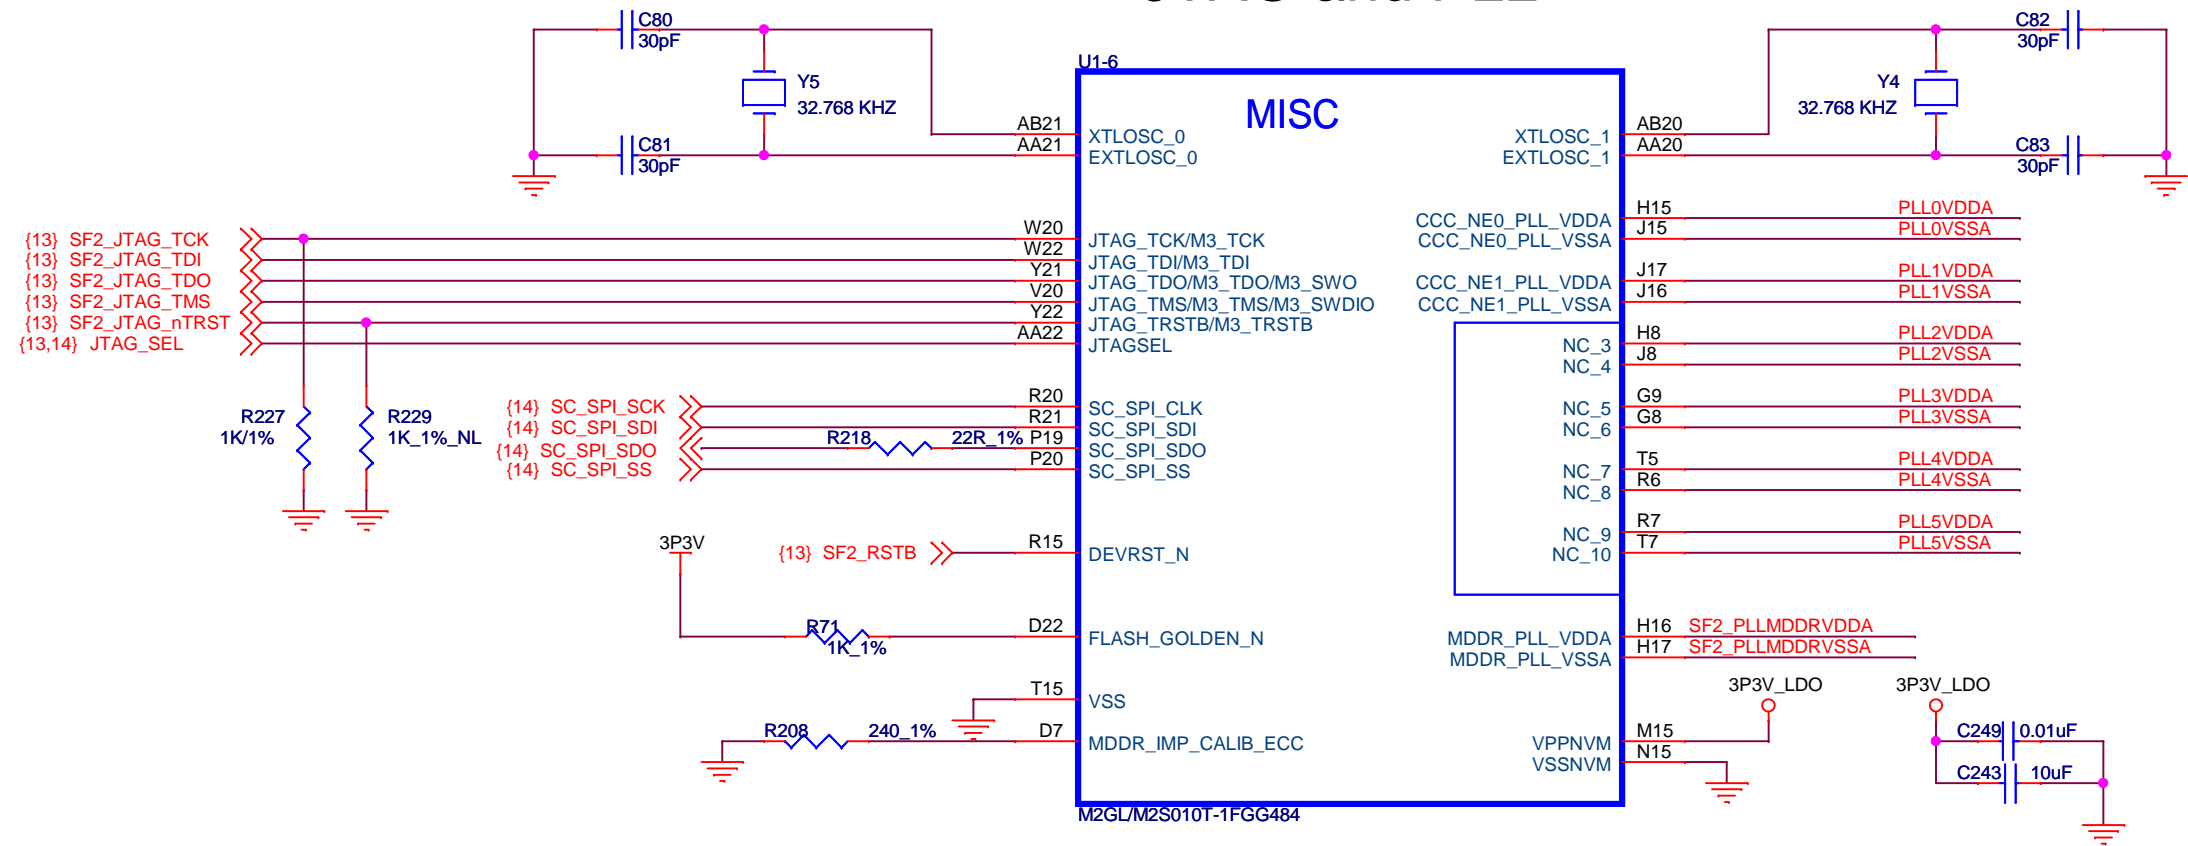 C80
30pF
Y5
32.768 KHZ
C81
30pF
C82
30pF
Y4
32.768 KHZ
C83
30pF
U1-6
MISC
AB21 XTLOSC_0
AA21 EXTLOSC_0
XTLOSC_1 AB20
EXTLOSC_1 AA20
{13} SF2_JTAG_TCK W20 JTAG_TCK/M3_TCK
{13} SF2_JTAG_TDI W22 JTAG_TDI/M3_TDI
{13} SF2_JTAG_TDO Y21 JTAG_TDO/M3_TDO/M3_SWO
{13} SF2_JTAG_TMS V20 JTAG_TMS/M3_TMS/M3_SWDIO
{13} SF2_JTAG_nTRST Y22 JTAG_TRSTB/M3_TRSTB
{13,14} JTAG_SEL AA22 JTAGSEL
R227
1K/1%
R229
1K_1%_NL
{14} SC_SPI_SCK R20 SC_SPI_CLK
{14} SC_SPI_SDI R21 SC_SPI_SDI
{14} SC_SPI_SDO R218 22R_1% P19 SC_SPI_SDO
{14} SC_SPI_SS P20 SC_SPI_SS
3P3V
{13} SF2_RSTB R15 DEVRST_N
R71
1K_1%
D22 FLASH_GOLDEN_N
T15 VSS
R208 240_1% D7 MDDR_IMP_CALIB_ECC
CCC_NE0_PLL_VDDA H15 PLL0VDDA
CCC_NE0_PLL_VSSA J15 PLL0VSSA
CCC_NE1_PLL_VDDA J17 PLL1VDDA
CCC_NE1_PLL_VSSA J16 PLL1VSSA
NC_3 H8 PLL2VDDA
NC_4 J8 PLL2VSSA
NC_5 G9 PLL3VDDA
NC_6 G8 PLL3VSSA
NC_7 T5 PLL4VDDA
NC_8 R6 PLL4VSSA
NC_9 R7 PLL5VDDA
NC_10 T7 PLL5VSSA
MDDR_PLL_VDDA H16 SF2_PLLMDDRVDDA
MDDR_PLL_VSSA H17 SF2_PLLMDDRVSSA
3P3V_LDO
3P3V_LDO
VPPNVM M15
VSSNVM N15
C249 0.01uF
C243 10uF
M2GL/M2S010T-1FGG484